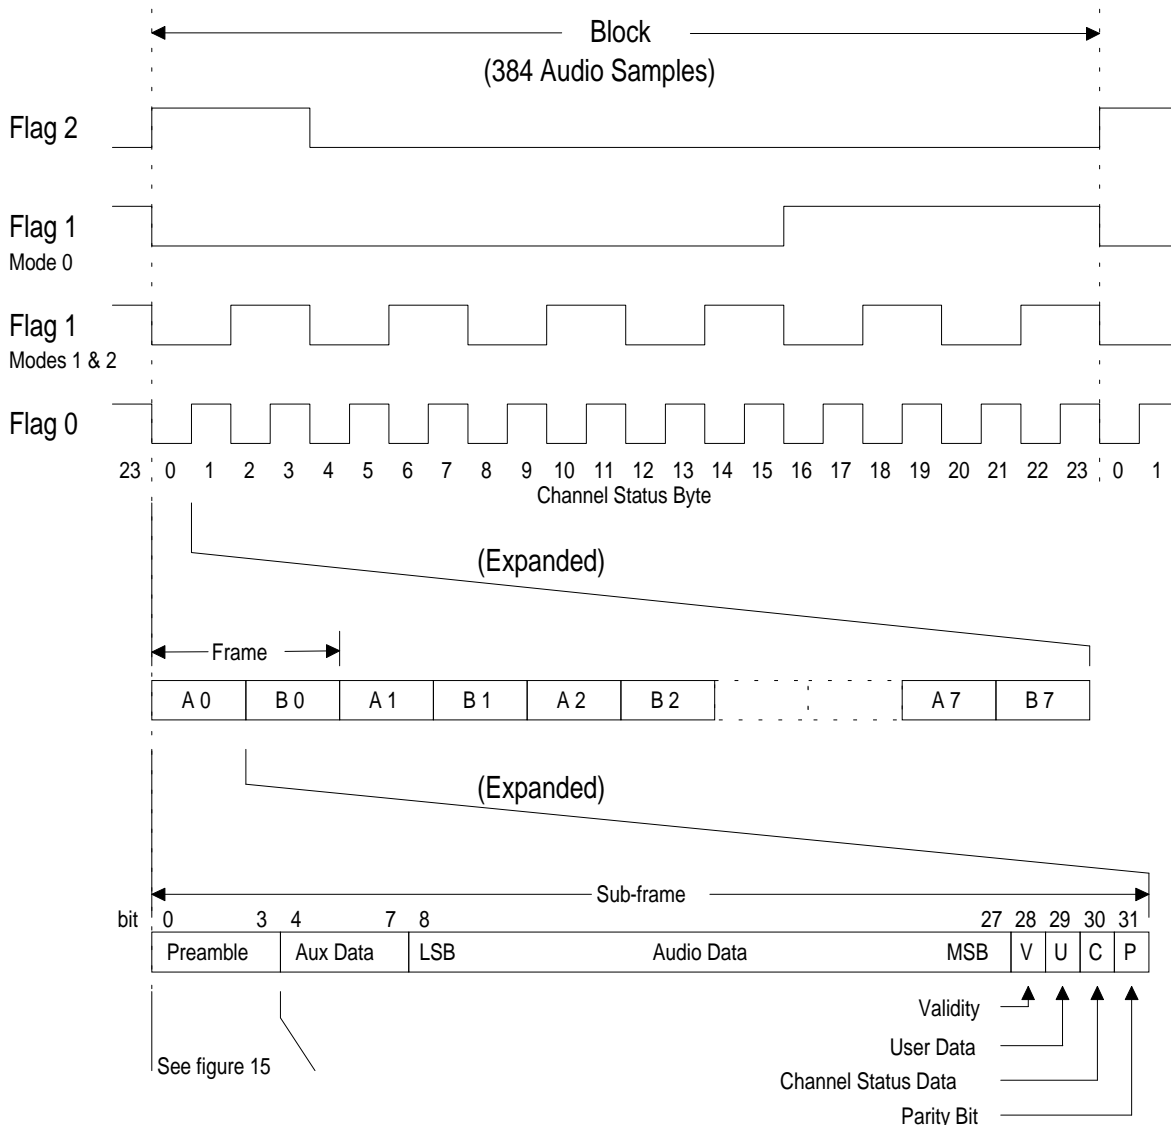 Block
(384 Audio Samples)
Flag 2
Flag 1
Mode 0
Flag 1
Modes 1 & 2
Flag 0
23 0 1 2 3 4 5 6 7 8 9 10 11 12 13 14 15 16 17 18 19 20 21 22 23 0 1
Channel Status Byte
(Expanded)
Frame
A 0 B 0 A 1 B 1 A 2 B 2 A 7 B 7
(Expanded)
Sub-frame
bit 0 3 4 7 8 27 28 29 30 31
Preamble Aux Data LSB Audio Data MSB V U C P
Validity
User Data
See figure 15
Channel Status Data
Parity Bit